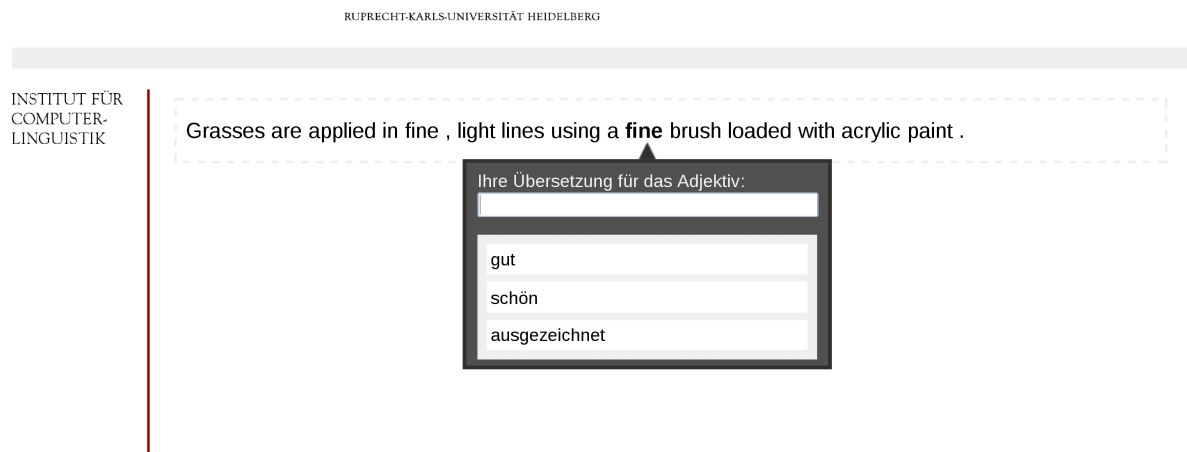 RUPRECHT-KARLS-UNIVERSITÄT HEIDELBERG
INSTITUT FÜR
COMPUTER-
LINGUISTIK
Grasses are applied in fine , light lines using a fine brush loaded with acrylic paint .
Ihre Übersetzung für das Adjektiv:
gut
schön
ausgezeichnet